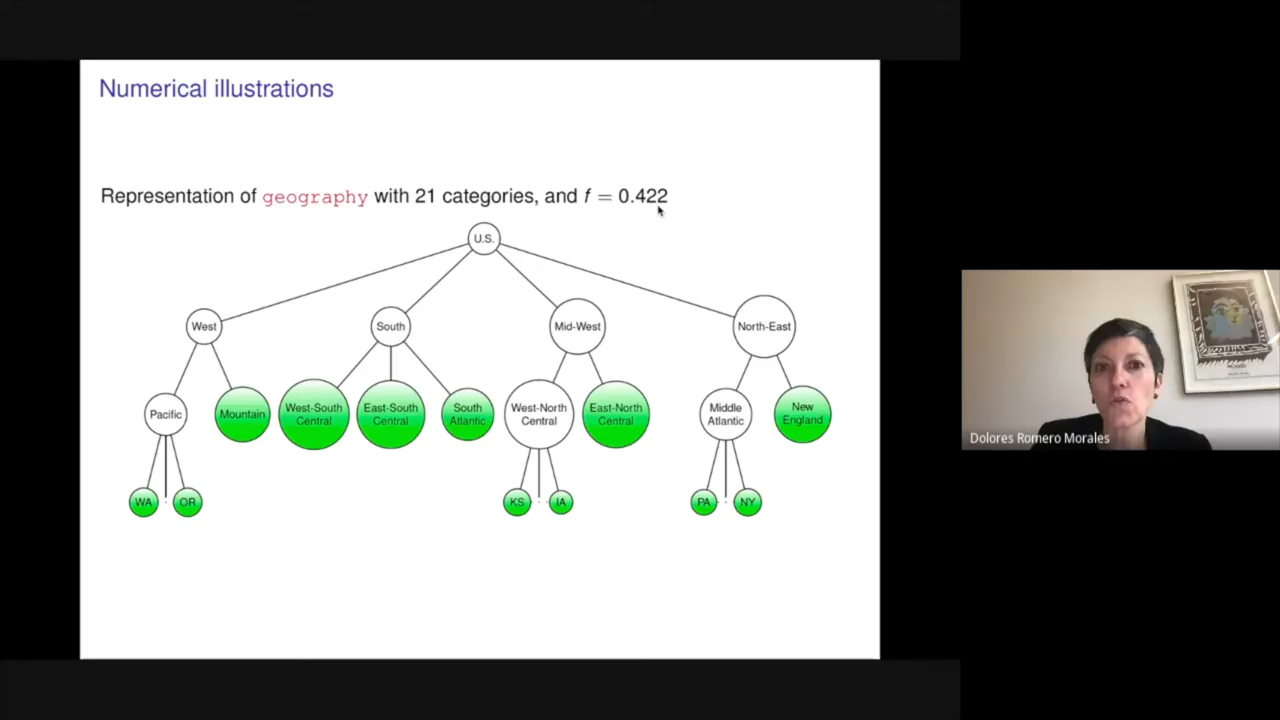 Numerical illustrations
Representation of geography with 21 categories, and f = 0.422
U.S.
West
South
Mid-West
North-East
Pacific
Mountain
West-South
Central
East-South
Central
South
Atlantic
West-North
Central
East-North
Central
Middle
Atlantic
New
England
WA
OR
KS
IA
PA
NY
Dolores Romero Morales